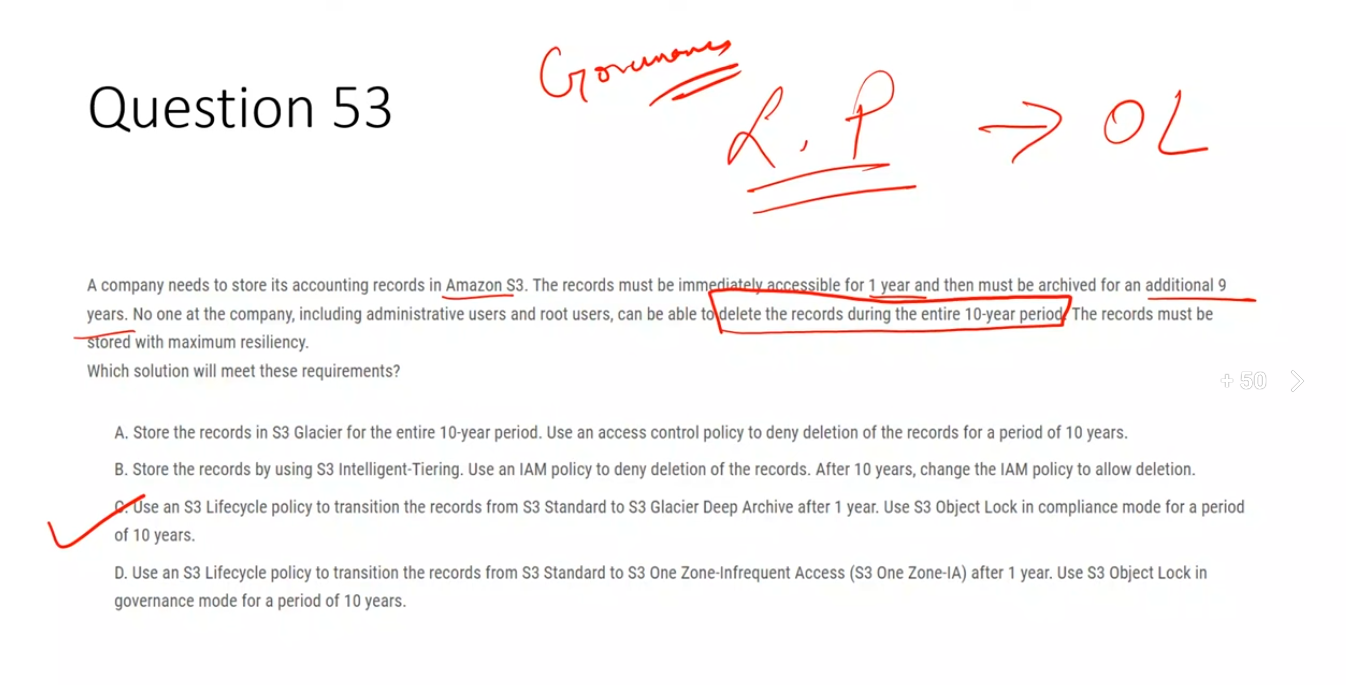 Governance
Question 53
L.P → OL
A company needs to store its accounting records in Amazon S3. The records must be immediately accessible for 1 year and then must be archived for an additional 9
years. No one at the company, including administrative users and root users, can be able to delete the records during the entire 10-year period. The records must be
stored with maximum resiliency.
Which solution will meet these requirements?
+ 50
A. Store the records in S3 Glacier for the entire 10-year period. Use an access control policy to deny deletion of the records for a period of 10 years.
B. Store the records by using S3 Intelligent-Tiering. Use an IAM policy to deny deletion of the records. After 10 years, change the IAM policy to allow deletion.
C. Use an S3 Lifecycle policy to transition the records from S3 Standard to S3 Glacier Deep Archive after 1 year. Use S3 Object Lock in compliance mode for a period
of 10 years.
D. Use an S3 Lifecycle policy to transition the records from S3 Standard to S3 One Zone-Infrequent Access (S3 One Zone-IA) after 1 year. Use S3 Object Lock in
governance mode for a period of 10 years.